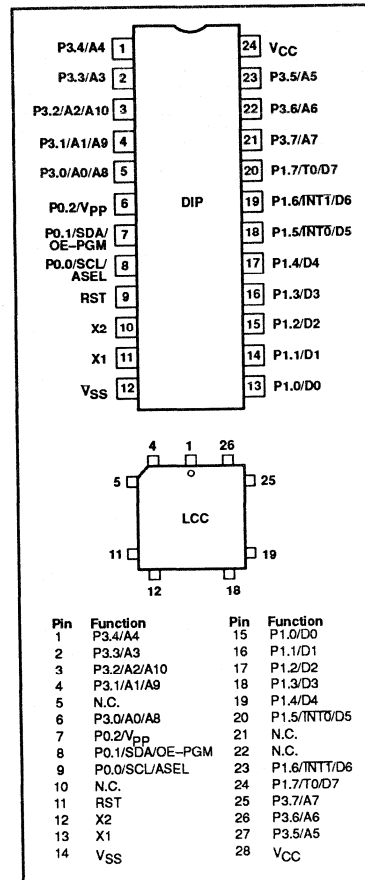 P3.4/A4 1 24 VCC
P3.3/A3 2 23 P3.5/A5
P3.2/A2/A10 3 22 P3.6/A6
P3.1/A1/A9 4 21 P3.7/A7
P3.0/A0/A8 5 20 P1.7/T0/D7
DIP
P0.2/VPP 6 19 P1.6/INT1/D6
P0.1/SDA/
OE–PGM 7 18 P1.5/INT0/D5
P0.0/SCL/
ASEL 8 17 P1.4/D4
RST 9 16 P1.3/D3
X2 10 15 P1.2/D2
X1 11 14 P1.1/D1
VSS 12 13 P1.0/D0
4 1 26
5 25
LCC
11 19
12 18
Pin Function Pin Function
1 P3.4/A4 15 P1.0/D0
2 P3.3/A3 16 P1.1/D1
3 P3.2/A2/A10 17 P1.2/D2
4 P3.1/A1/A9 18 P1.3/D3
5 N.C. 19 P1.4/D4
6 P3.0/A0/A8 20 P1.5/INT0/D5
7 P0.2/VPP 21 N.C.
8 P0.1/SDA/OE–PGM 22 N.C.
9 P0.0/SCL/ASEL 23 P1.6/INT1/D6
10 N.C. 24 P1.7/T0/D7
11 RST 25 P3.7/A7
12 X2 26 P3.6/A6
13 X1 27 P3.5/A5
14 VSS 28 VCC